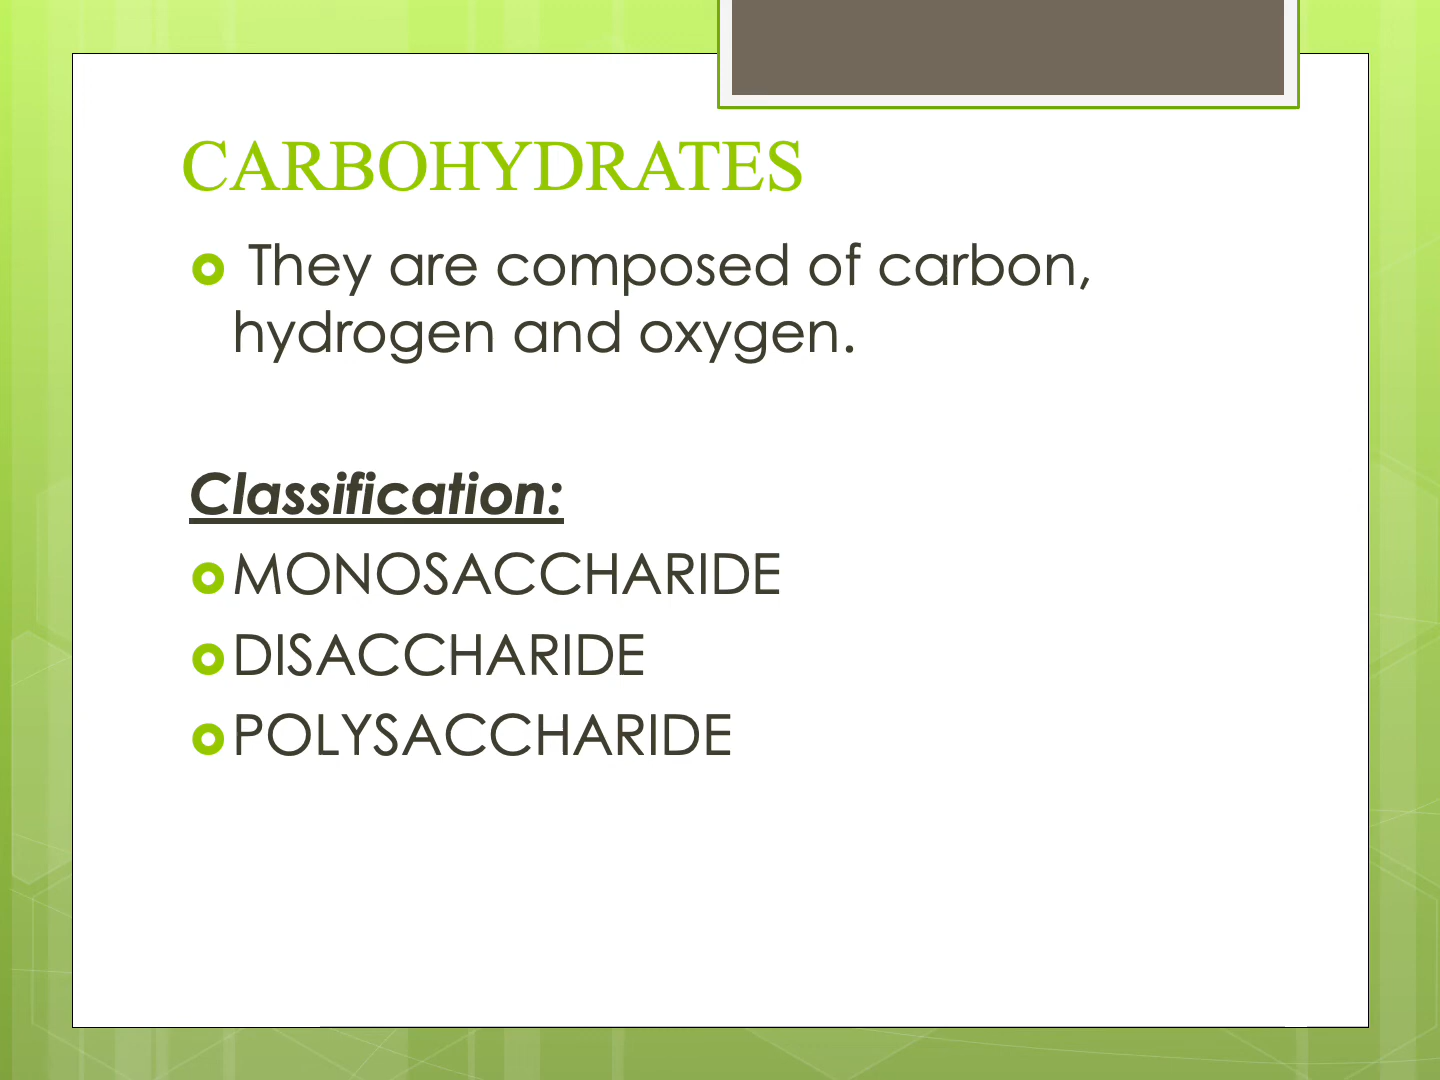 CARBOHYDRATES
They are composed of carbon,
hydrogen and oxygen.
Classification:
MONOSACCHARIDE
DISACCHARIDE
POLYSACCHARIDE